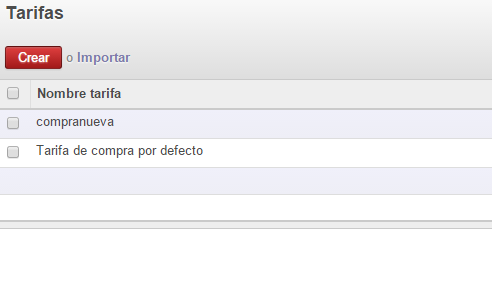 Tarifas
Crear o Importar
Nombre tarifa
compranueva
Tarifa de compra por defecto